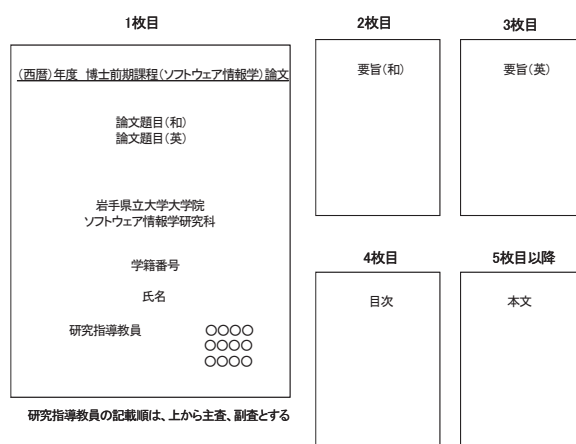 1枚目
(西暦)年度 博士前期課程(ソフトウェア情報学)論文
論文題目(和)
論文題目(英)
岩手県立大学大学院
ソフトウェア情報学研究科
学籍番号
氏名
研究指導教員 〇〇〇〇
〇〇〇〇
〇〇〇〇
研究指導教員の記載順は、上から主査、副査とする
2枚目
要旨(和)
3枚目
要旨(英)
4枚目
目次
5枚目以降
本文